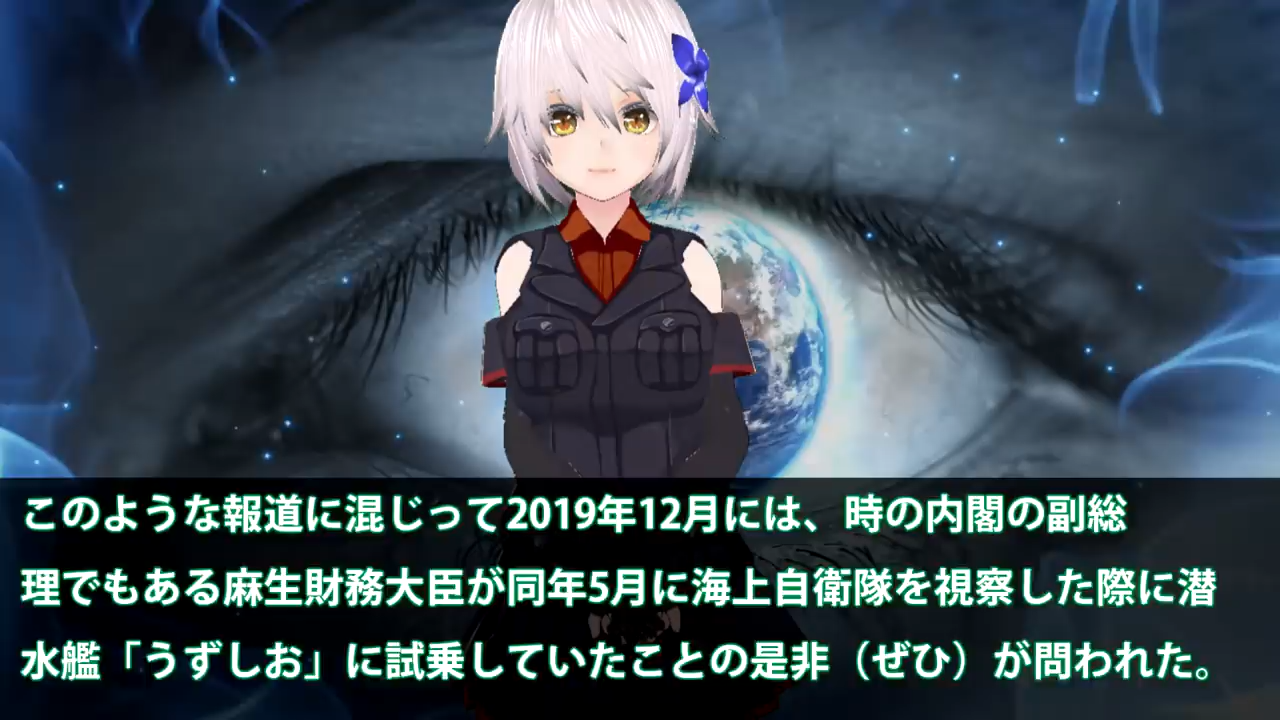 このような報道に混じって2019年12月には、時の内閣の副総
理でもある麻生財務大臣が同年5月に海上自衛隊を視察した際に潜
水艦「うずしお」に試乗していたことの是非（ぜひ）が問われた。